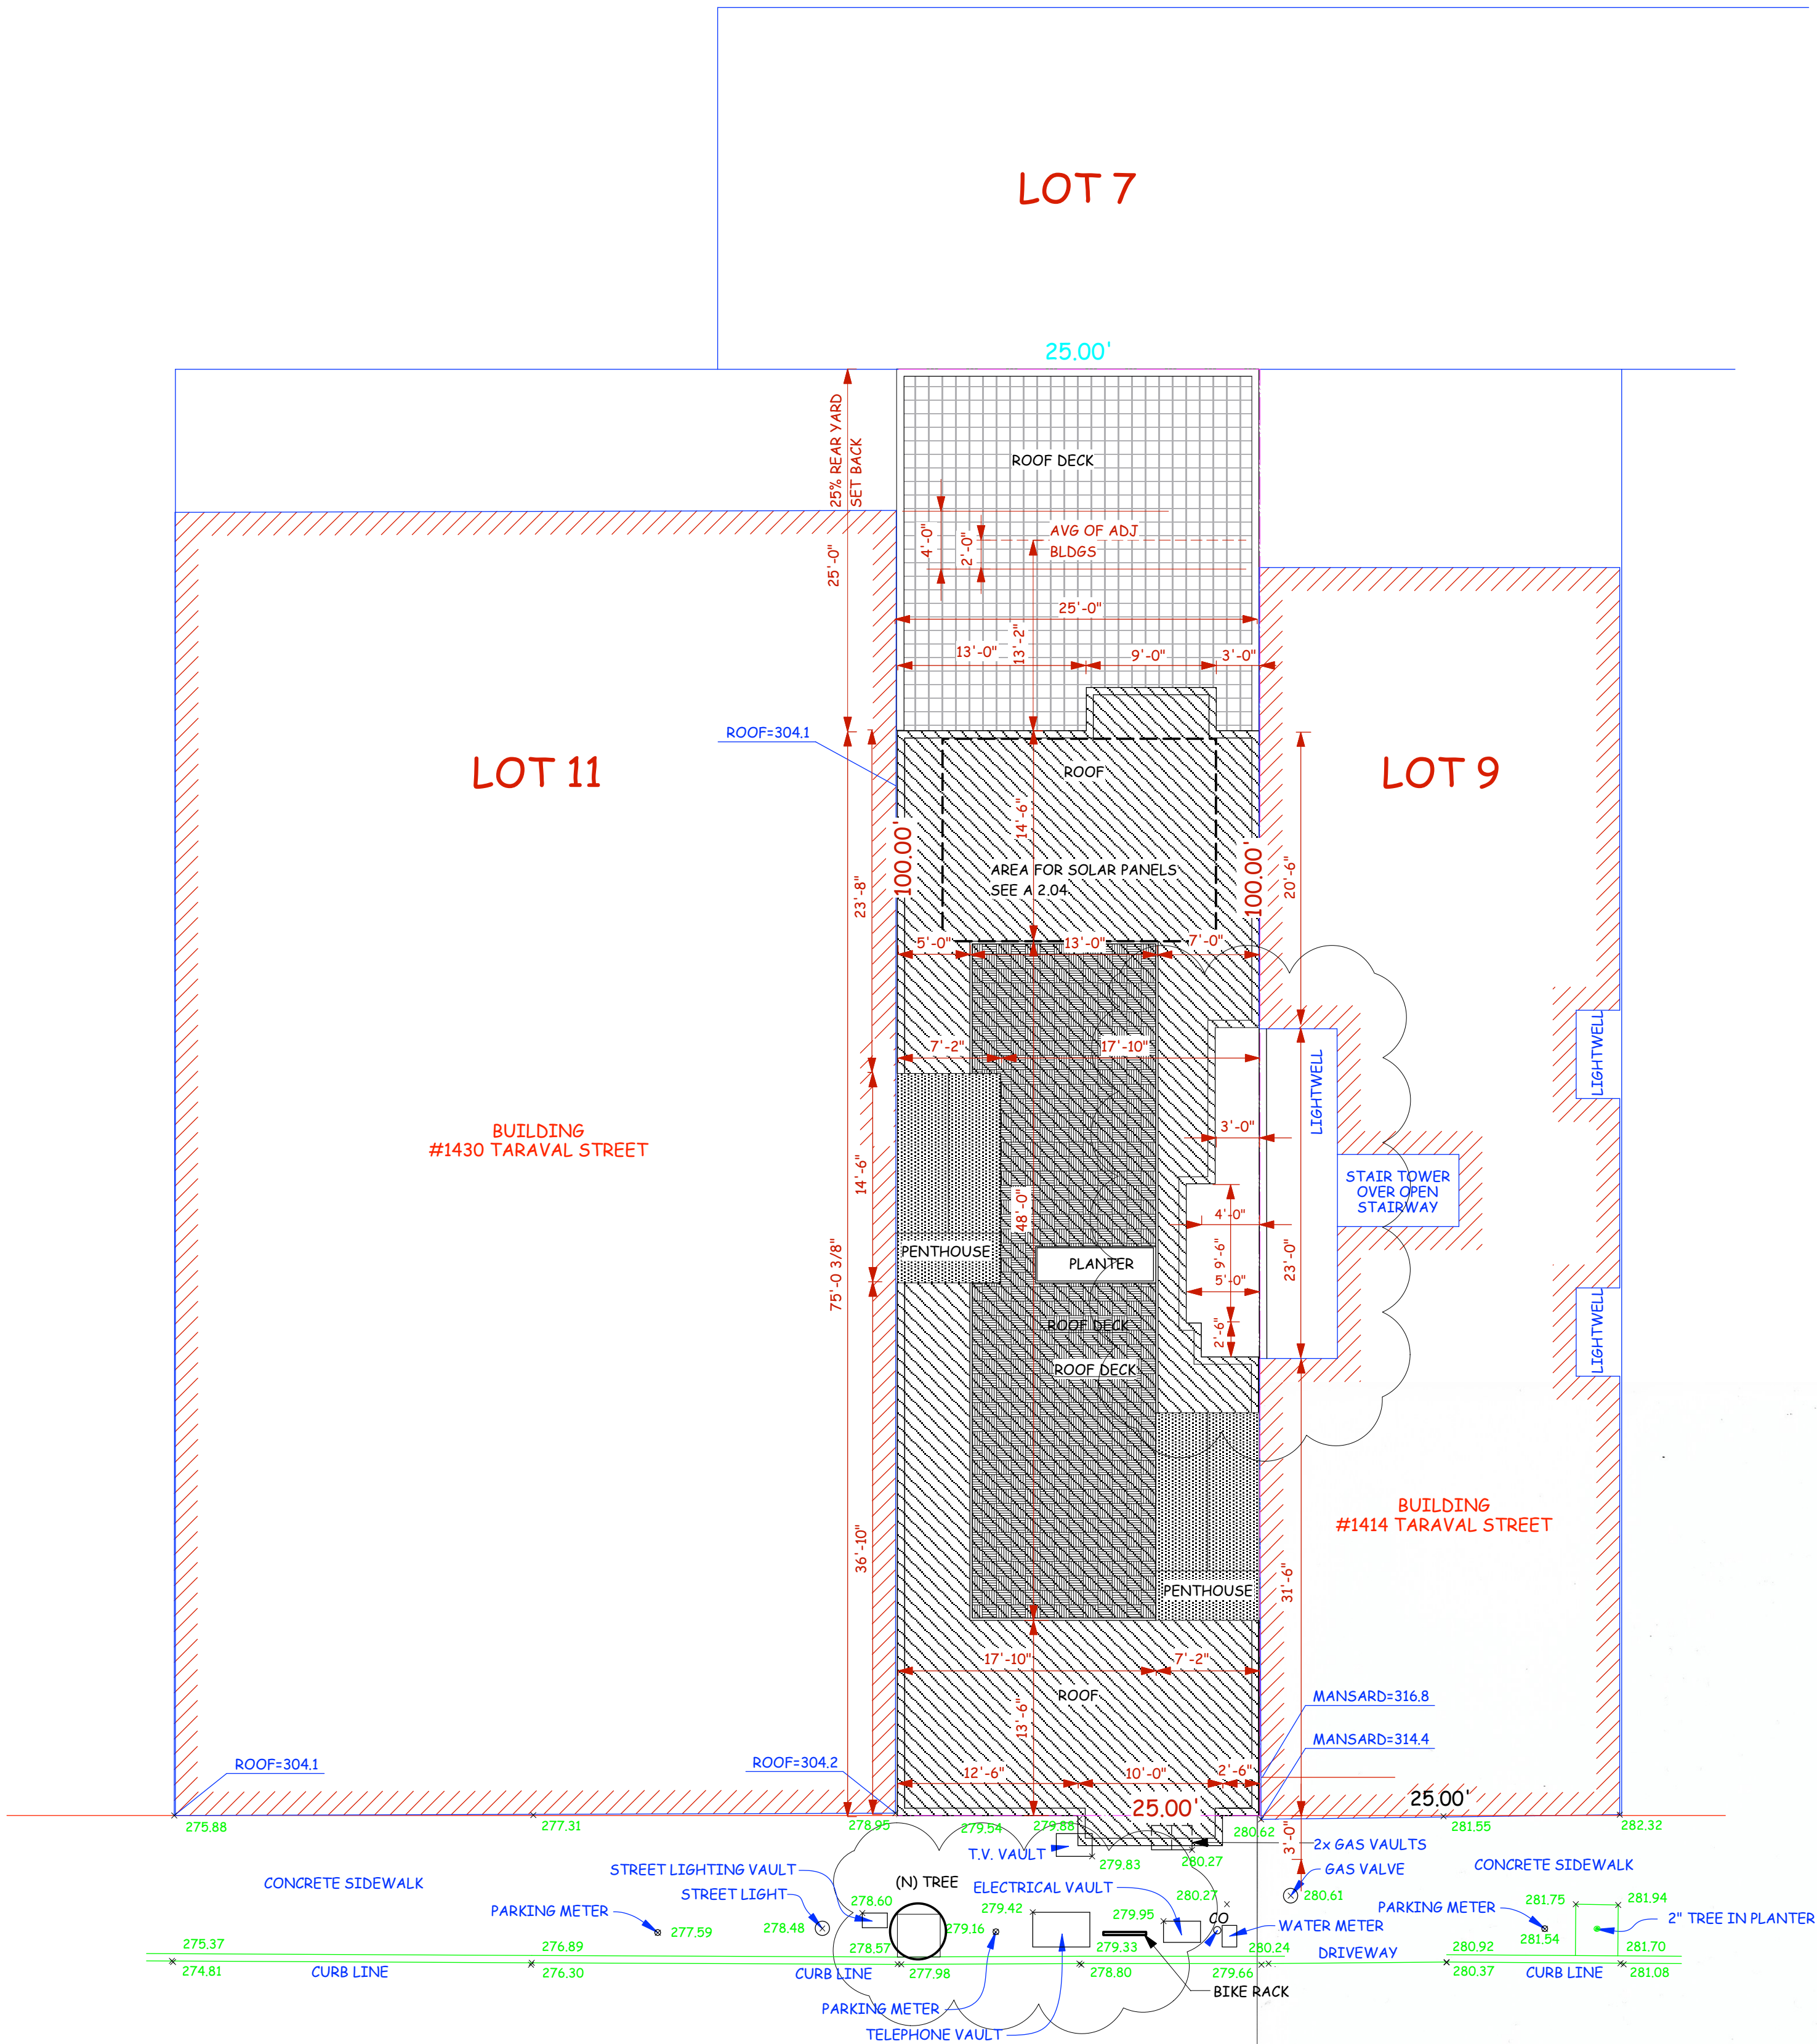 LOT 7
25.00'
25% REAR YARD
SET BACK
ROOF DECK
25'-0"
4'-0"
2'-0"
AVG OF ADJ
BLDGS
25'-0"
13'-0"
13'-2"
9'-0"
3'-0"
ROOF=304.1
LOT 11
LOT 9
ROOF
14'-6"
100.00'
100.00'
20'-6"
23'-8"
AREA FOR SOLAR PANELS
SEE A 2.04
5'-0"
13'-0"
7'-0"
7'-2"
17'-10"
LIGHTWELL
LIGHTWELL
BUILDING
#1430 TARAVAL STREET
3'-0"
14'-6"
STAIR TOWER
OVER OPEN
STAIRWAY
48'-0"
4'-0"
9'-6"
5'-0"
23'-0"
PENTHOUSE
PLANTER
75'-0 3/8"
ROOF DECK
2'-6"
LIGHTWELL
ROOF DECK
BUILDING
#1414 TARAVAL STREET
36'-10"
PENTHOUSE
31'-6"
17'-10"
7'-2"
ROOF
13'-6"
MANSARD=316.8
MANSARD=314.4
ROOF=304.1
ROOF=304.2
12'-6"
10'-0"
2'-6"
25.00'
25.00'
275.88
277.31
278.95
279.54
279.88
280.62
3'-0"
281.55
282.32
2x GAS VAULTS
T.V. VAULT
279.83
280.27
CONCRETE SIDEWALK
STREET LIGHTING VAULT
GAS VALVE
CONCRETE SIDEWALK
(N) TREE
ELECTRICAL VAULT
STREET LIGHT
280.27
280.61
PARKING METER
278.60
279.42
279.95
281.75
281.94
PARKING METER
277.59
278.48
279.16
CO
WATER METER
281.54
2" TREE IN PLANTER
275.37
276.89
278.57
279.33
280.24
DRIVEWAY
280.92
281.70
274.81
CURB LINE
276.30
CURB LINE
277.98
278.80
279.66
280.37
CURB LINE
281.08
BIKE RACK
PARKING METER
TELEPHONE VAULT